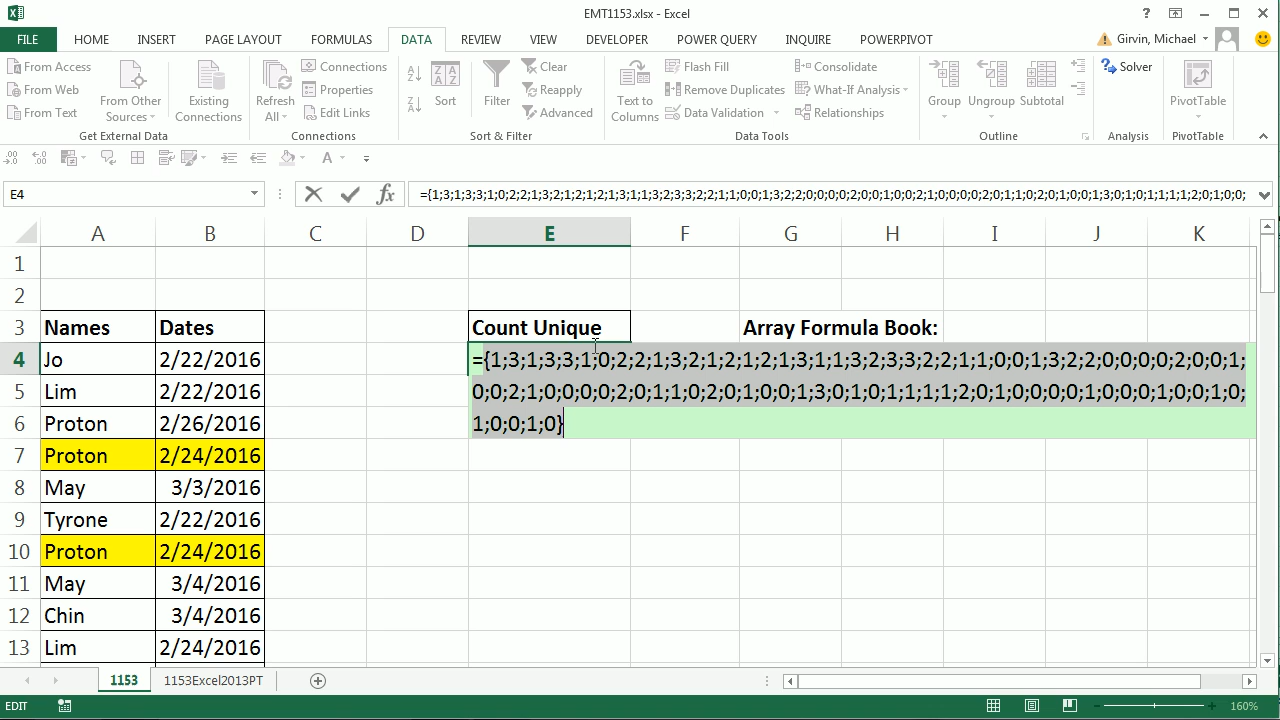 EMT1153.xlsx - Excel
FILE HOME INSERT PAGE LAYOUT FORMULAS DATA REVIEW VIEW DEVELOPER POWER QUERY INQUIRE POWERPIVOT Girvin, Michael
From Access
From Web
From Text
From Other Sources
Existing Connections
Get External Data
Refresh All
Connections
Properties
Edit Links
Connections
Sort
Filter
Clear
Reapply
Advanced
Sort & Filter
Text to Columns
Flash Fill
Remove Duplicates
Data Validation
Consolidate
What-If Analysis
Relationships
Data Tools
Group
Ungroup
Subtotal
Outline
Solver
Analysis
PivotTable
PivotTable
E4 ={1;3;1;3;3;1;0;2;2;1;3;2;1;2;1;2;1;3;1;1;3;2;3;3;2;2;1;1;0;0;1;3;2;2;0;0;0;0;2;0;0;1;0;0;2;1;0;0;0;0;2;0;1;1;0;2;0;1;0;0;1;3;0;1;0;1;1;1;1;2;0;1;0;0;
A B C D E F G H I J K
1
2
3 Names Dates Count Unique Array Formula Book:
4 Jo 2/22/2016 ={1;3;1;3;3;1;0;2;2;1;3;2;1;2;1;2;1;3;1;1;3;2;3;3;2;2;1;1;0;0;1;3;2;2;0;0;0;0;2;0;0;1;
5 Lim 2/22/2016 0;0;2;1;0;0;0;0;2;0;1;1;0;2;0;1;0;0;1;3;0;1;0;1;1;1;1;2;0;1;0;0;0;1;0;0;0;1;0;0;1;0;
6 Proton 2/26/2016 1;0;0;1;0}
7 Proton 2/24/2016
8 May 3/3/2016
9 Tyrone 2/22/2016
10 Proton 2/24/2016
11 May 3/4/2016
12 Chin 3/4/2016
13 Lim 2/24/2016
1153 1153Excel2013PT
EDIT 160%